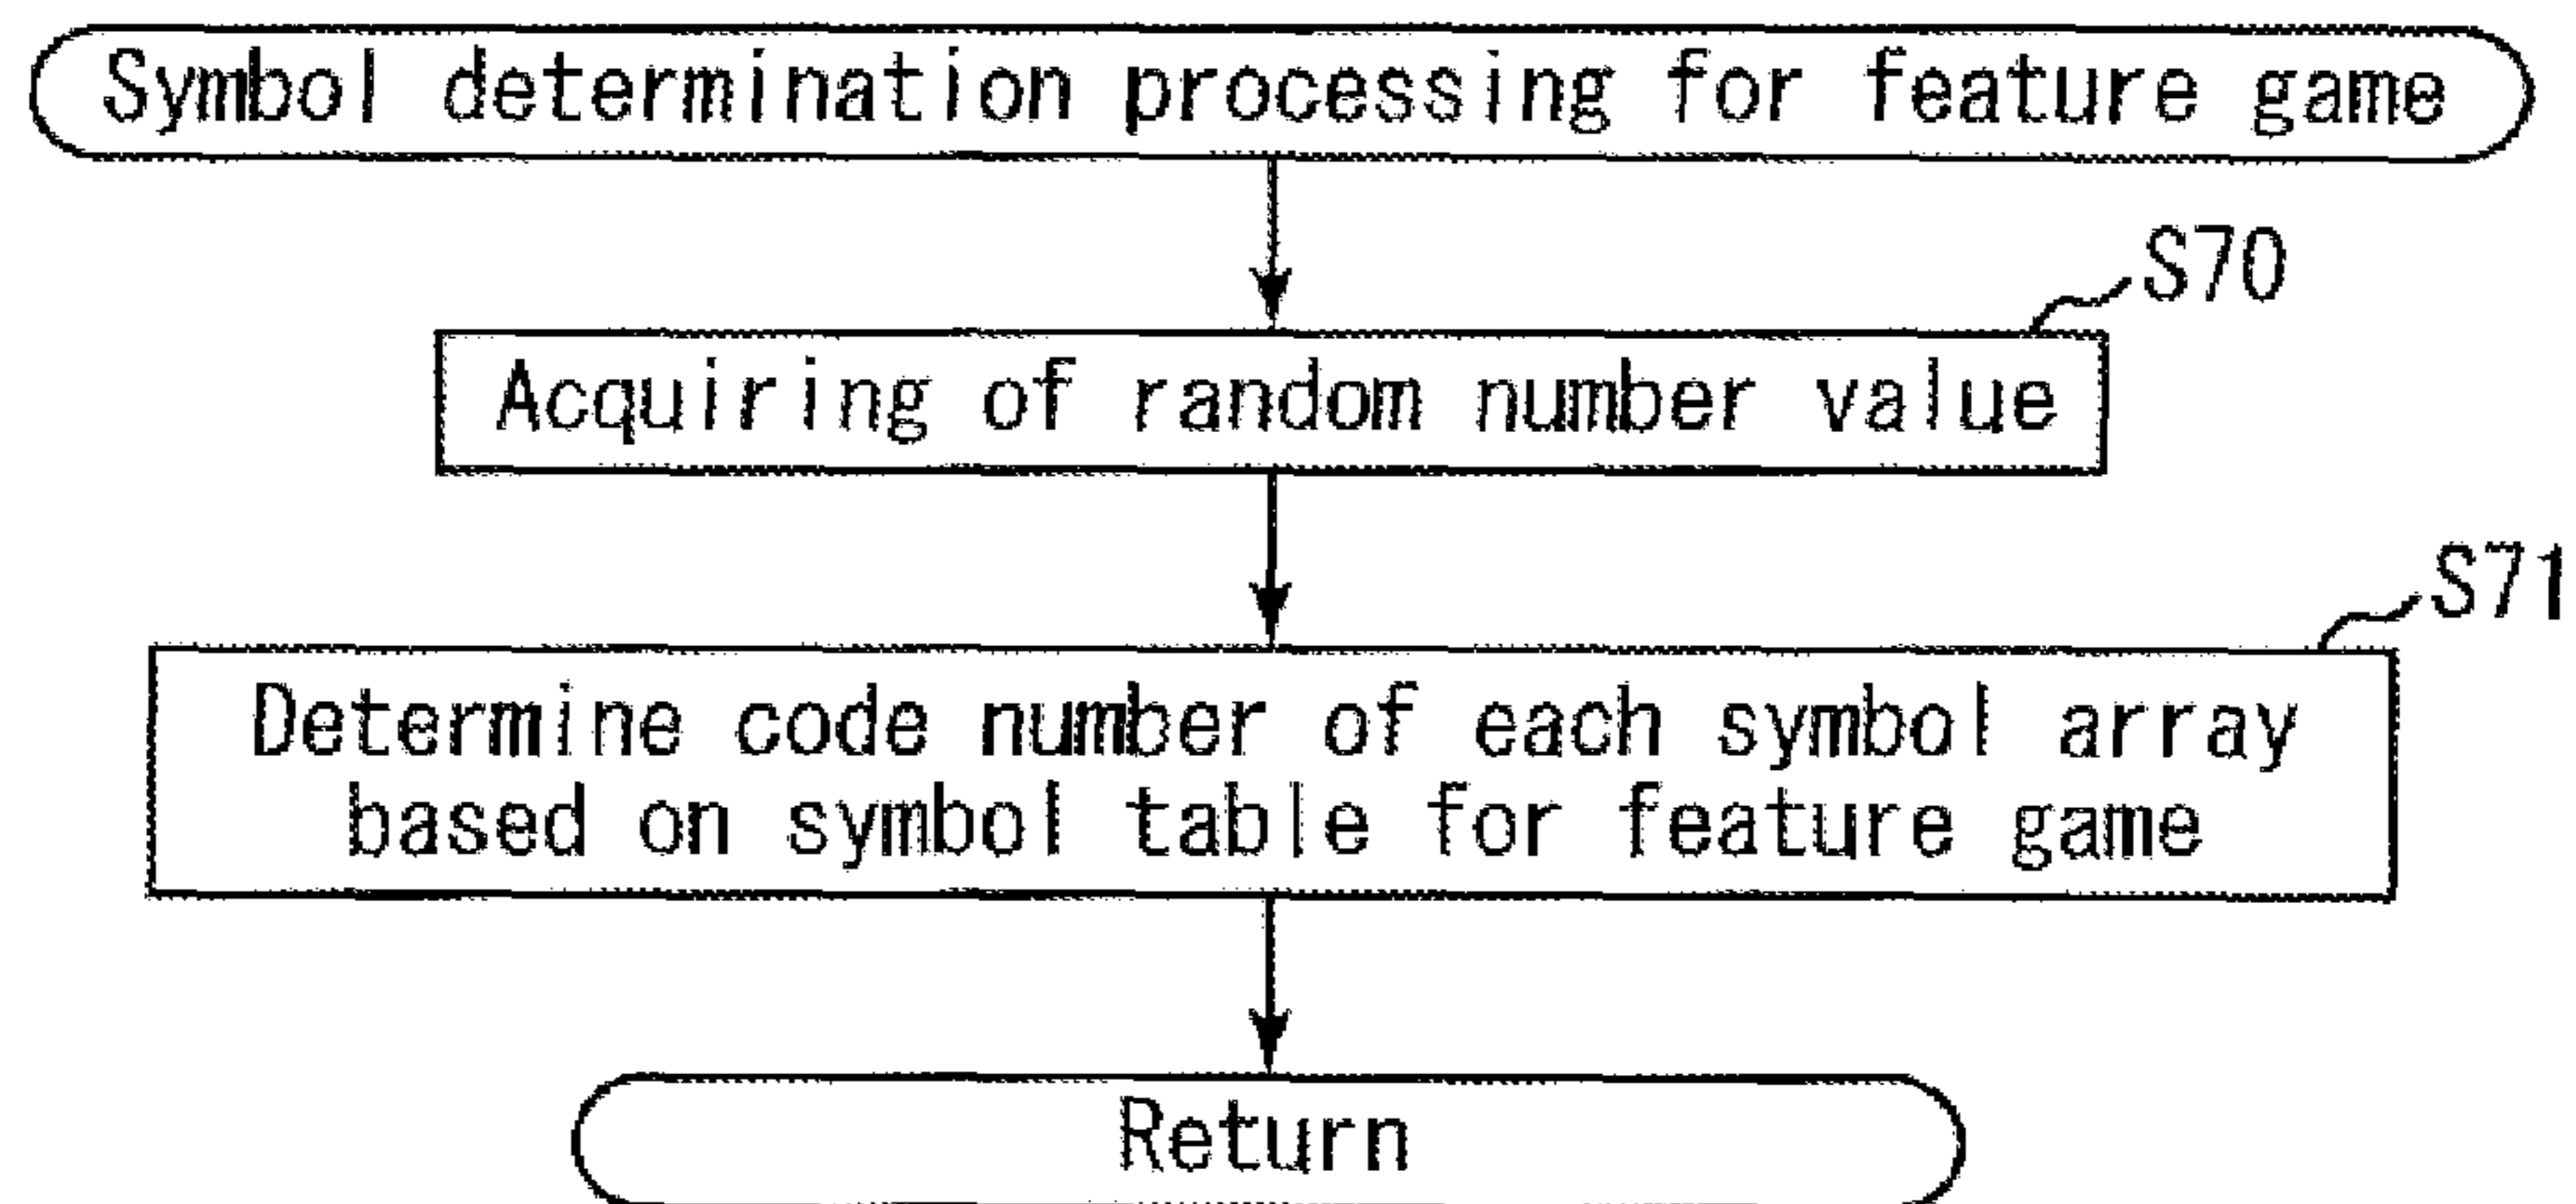 Symbol determination processing for feature game
S70
Acquiring of random number value
S71
Determine code number of each symbol array
based on symbol table for feature game
Return